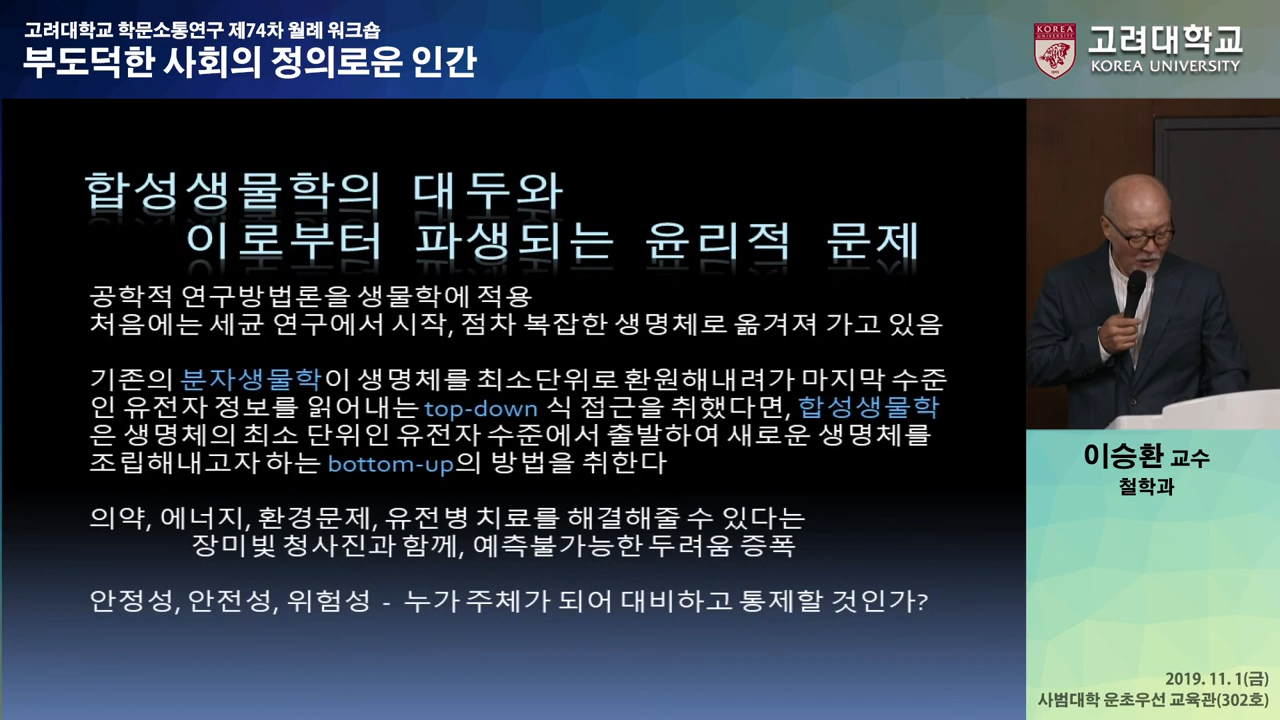 고려대학교 학문소통연구 제74차 월례 워크숍
부도덕한 사회의 정의로운 인간
KOREA
UNIVERSITY
1905
고려대학교
KOREA UNIVERSITY
합성생물학의 대두와
이로부터 파생되는 윤리적 문제
공학적 연구방법론을 생물학에 적용
처음에는 세균 연구에서 시작, 점차 복잡한 생명체로 옮겨져 가고 있음
기존의 분자생물학이 생명체를 최소단위로 환원해내려가 마지막 수준
인 유전자 정보를 읽어내는 top-down 식 접근을 취했다면, 합성생물학
은 생명체의 최소 단위인 유전자 수준에서 출발하여 새로운 생명체를
조립해내고자 하는 bottom-up의 방법을 취한다
의약, 에너지, 환경문제, 유전병 치료를 해결해줄 수 있다는
장미빛 청사진과 함께, 예측불가능한 두려움 증폭
안정성, 안전성, 위험성 - 누가 주체가 되어 대비하고 통제할 것인가?
이승환 교수
철학과
2019. 11. 1(금)
사범대학 운초우선 교육관(302호)